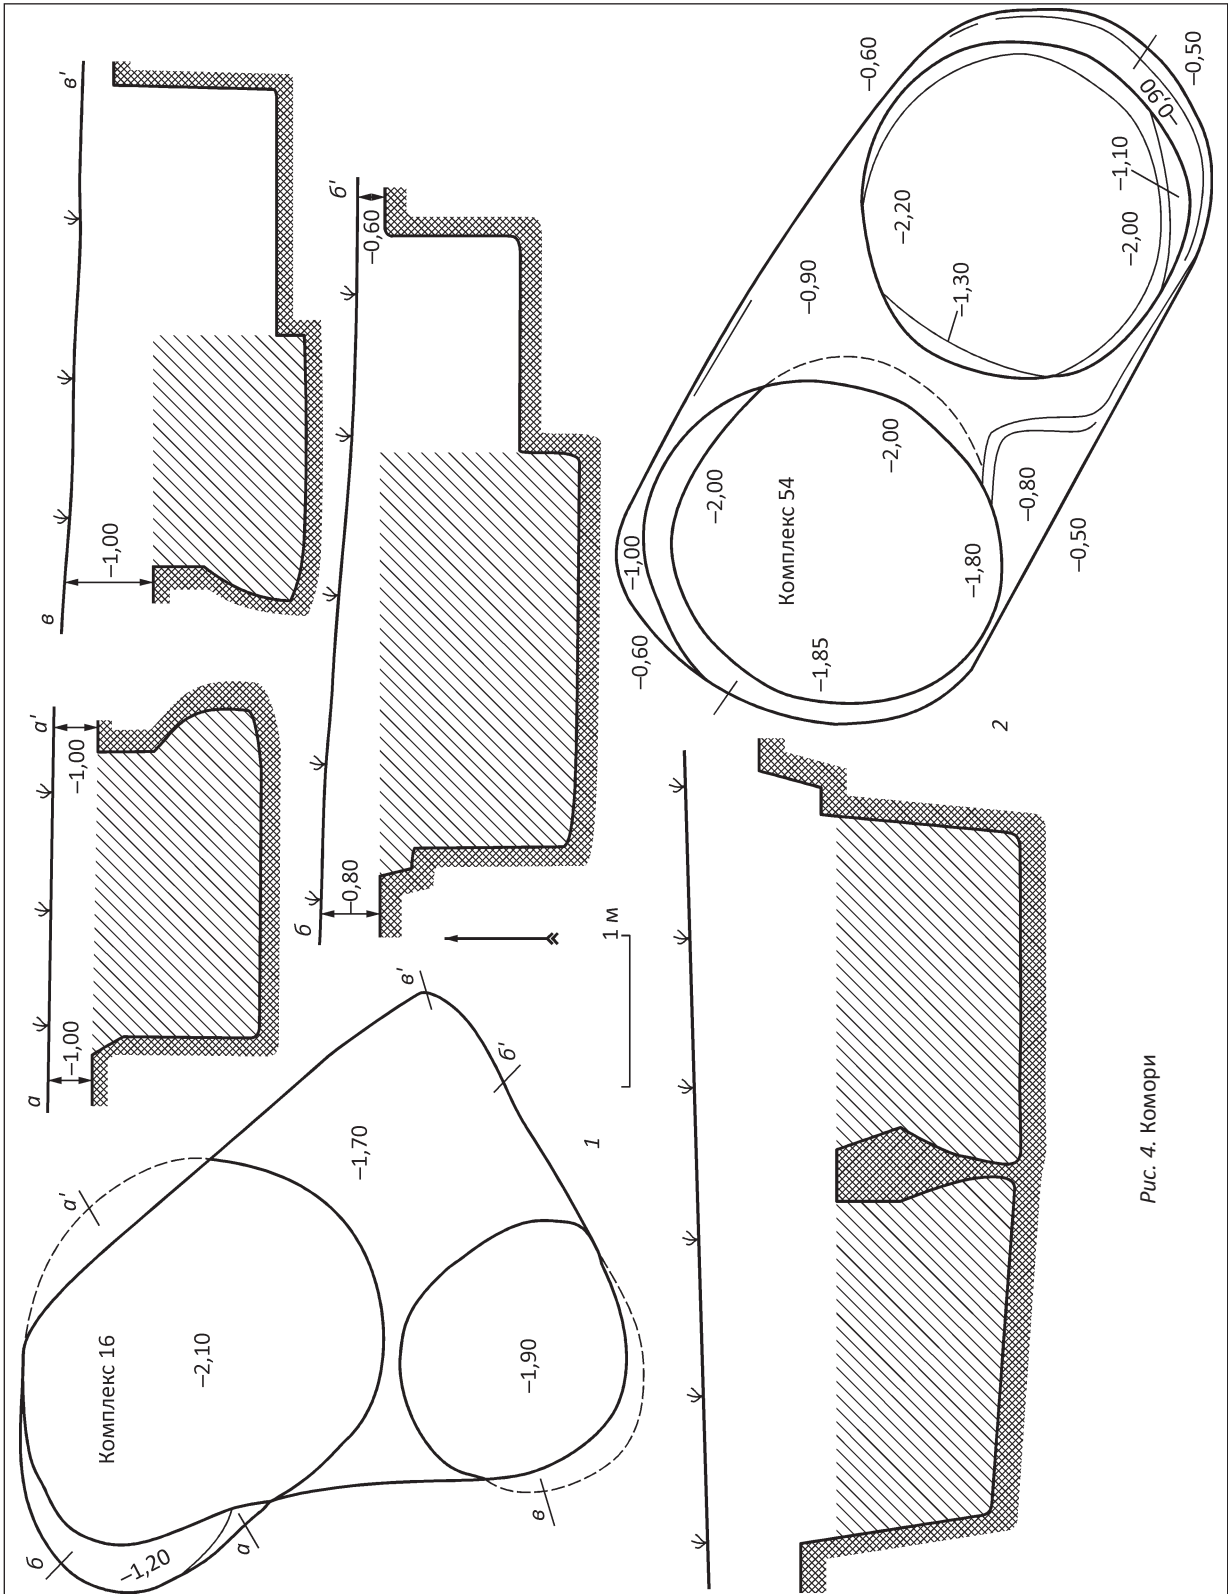 а
а'
–1,00
–1,00
в
в'
–1,00
б
б'
–0,80
–0,60
Комплекс 16
–2,10
–1,70
–1,90
–1,20
а
а'
б
б'
в
в'
1
1 м
Комплекс 54
–0,60
–1,00
–2,00
–2,00
–1,85
–1,80
–0,80
–0,50
–0,90
–1,30
–2,20
–2,00
–1,10
–0,90
–0,60
–0,50
2
Рис. 4. Комори